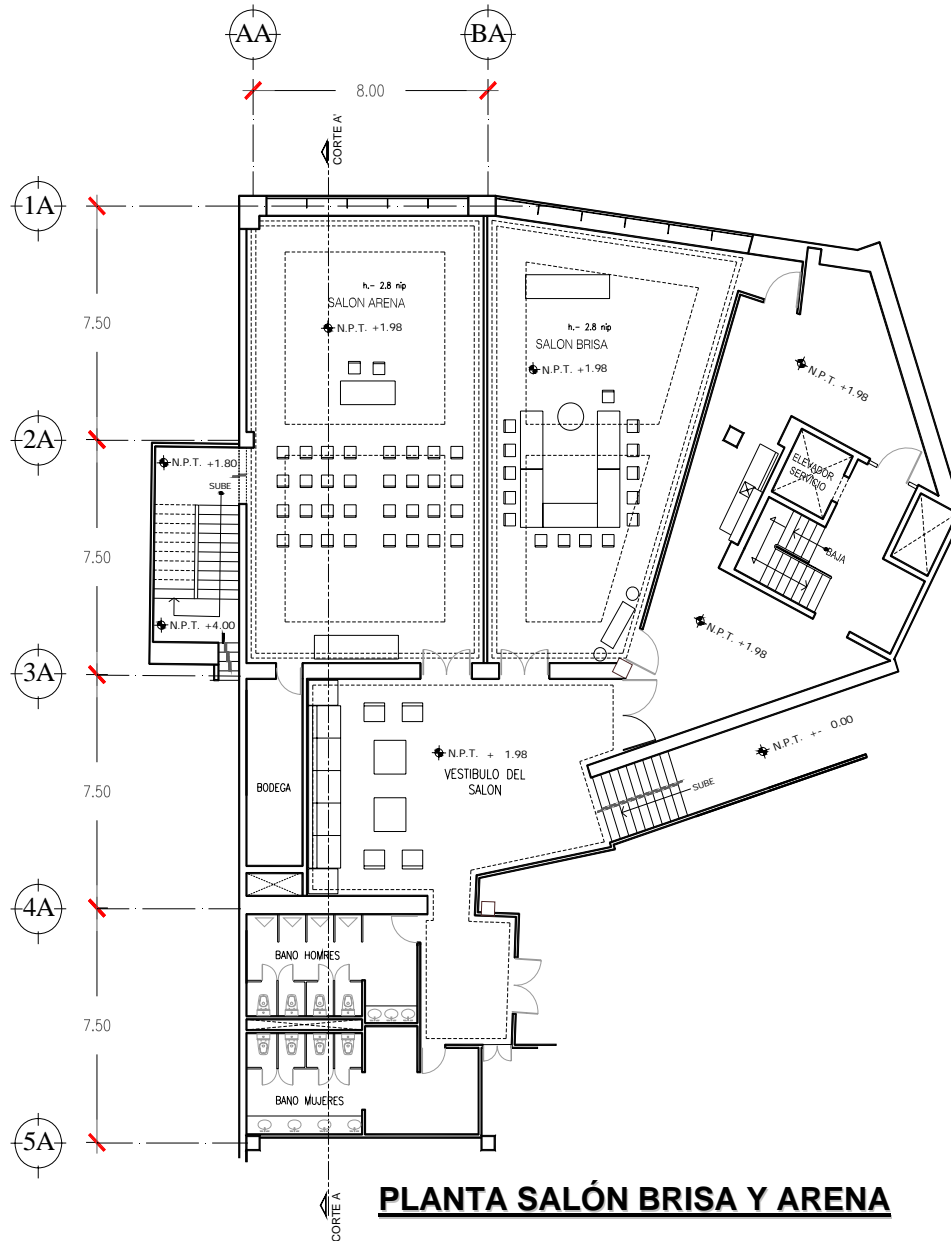 AA
BA
8.00
CORTE A'
1A
7.50
h.- 2.8 nip
SALON ARENA
N.P.T. +1.98
h.- 2.8 nip
SALON BRISA
N.P.T. +1.98
N.P.T. +1.98
2A
N.P.T. +1.80
SUBE
ELEVADOR
SERVICIO
7.50
BAJA
N.P.T. +4.00
N.P.T. +1.98
3A
N.P.T. +- 0.00
N.P.T. + 1.98
VESTIBULO DEL
SALON
BODEGA
SUBE
7.50
4A
BANO HOMRES
7.50
BANO MUJERES
5A
CORTE A
PLANTA SALÓN BRISA Y ARENA